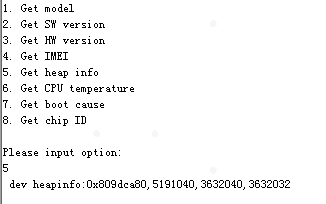 1. Get model
2. Get SW version
3. Get HW version
4. Get IMEI
5. Get heap info
6. Get CPU temperature
7. Get boot cause
8. Get chip ID
Please input option:
5
dev heapinfo:0x809dca80,5191040,3632040,3632032